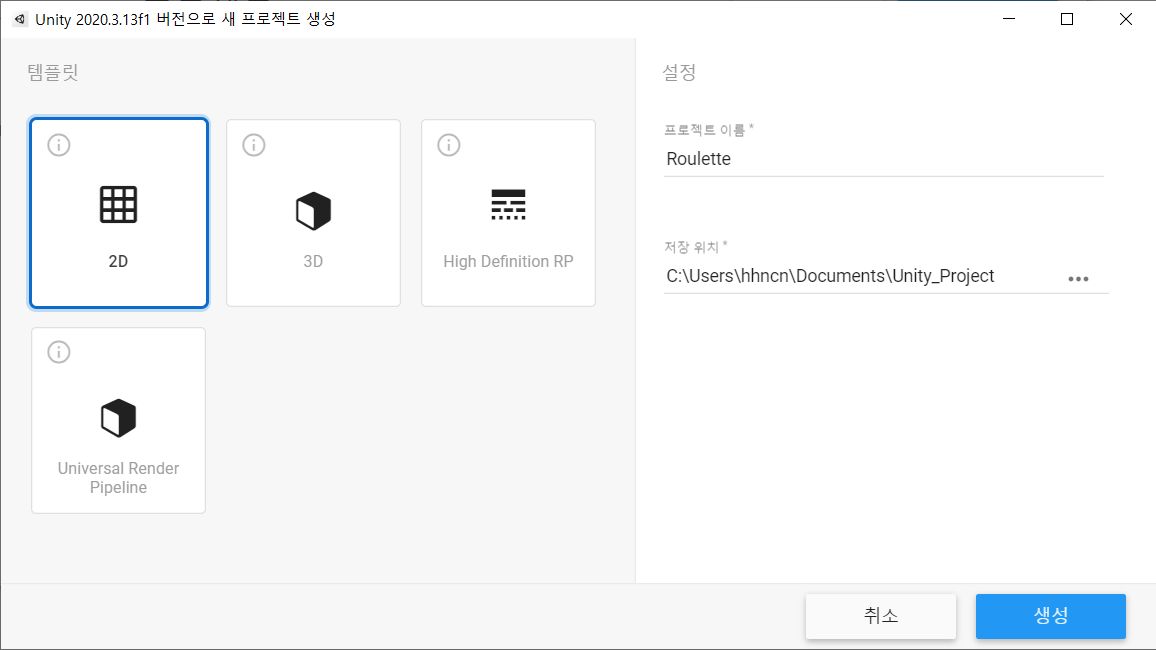 Unity 2020.3.13f1 버전으로 새 프로젝트 생성
템플릿
2D
3D
High Definition RP
Universal Render
Pipeline
설정
프로젝트 이름 *
Roulette
저장 위치 *
C:\Users\hhncn\Documents\Unity_Project
취소
생성